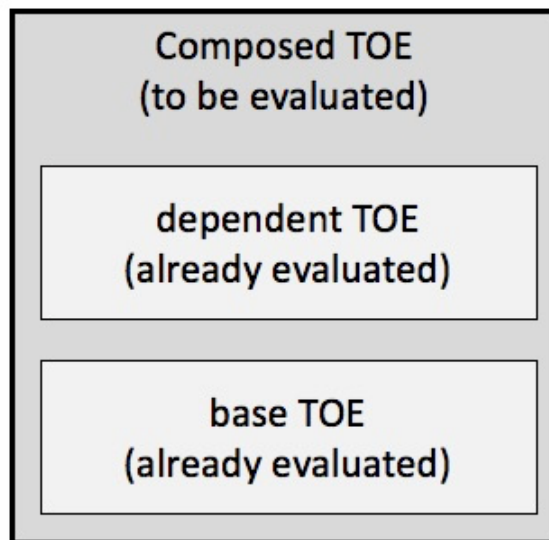 Composed TOE
(to be evaluated)
dependent TOE
(already evaluated)
base TOE
(already evaluated)